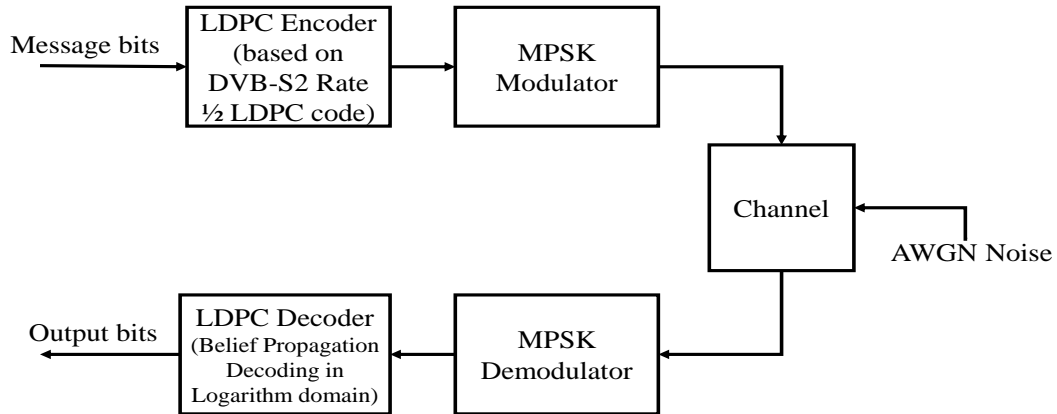 Message bits
LDPC Encoder
(based on
DVB-S2 Rate
½ LDPC code)
MPSK
Modulator
Channel
AWGN Noise
MPSK
Demodulator
LDPC Decoder
(Belief Propagation
Decoding in
Logarithm domain)
Output bits